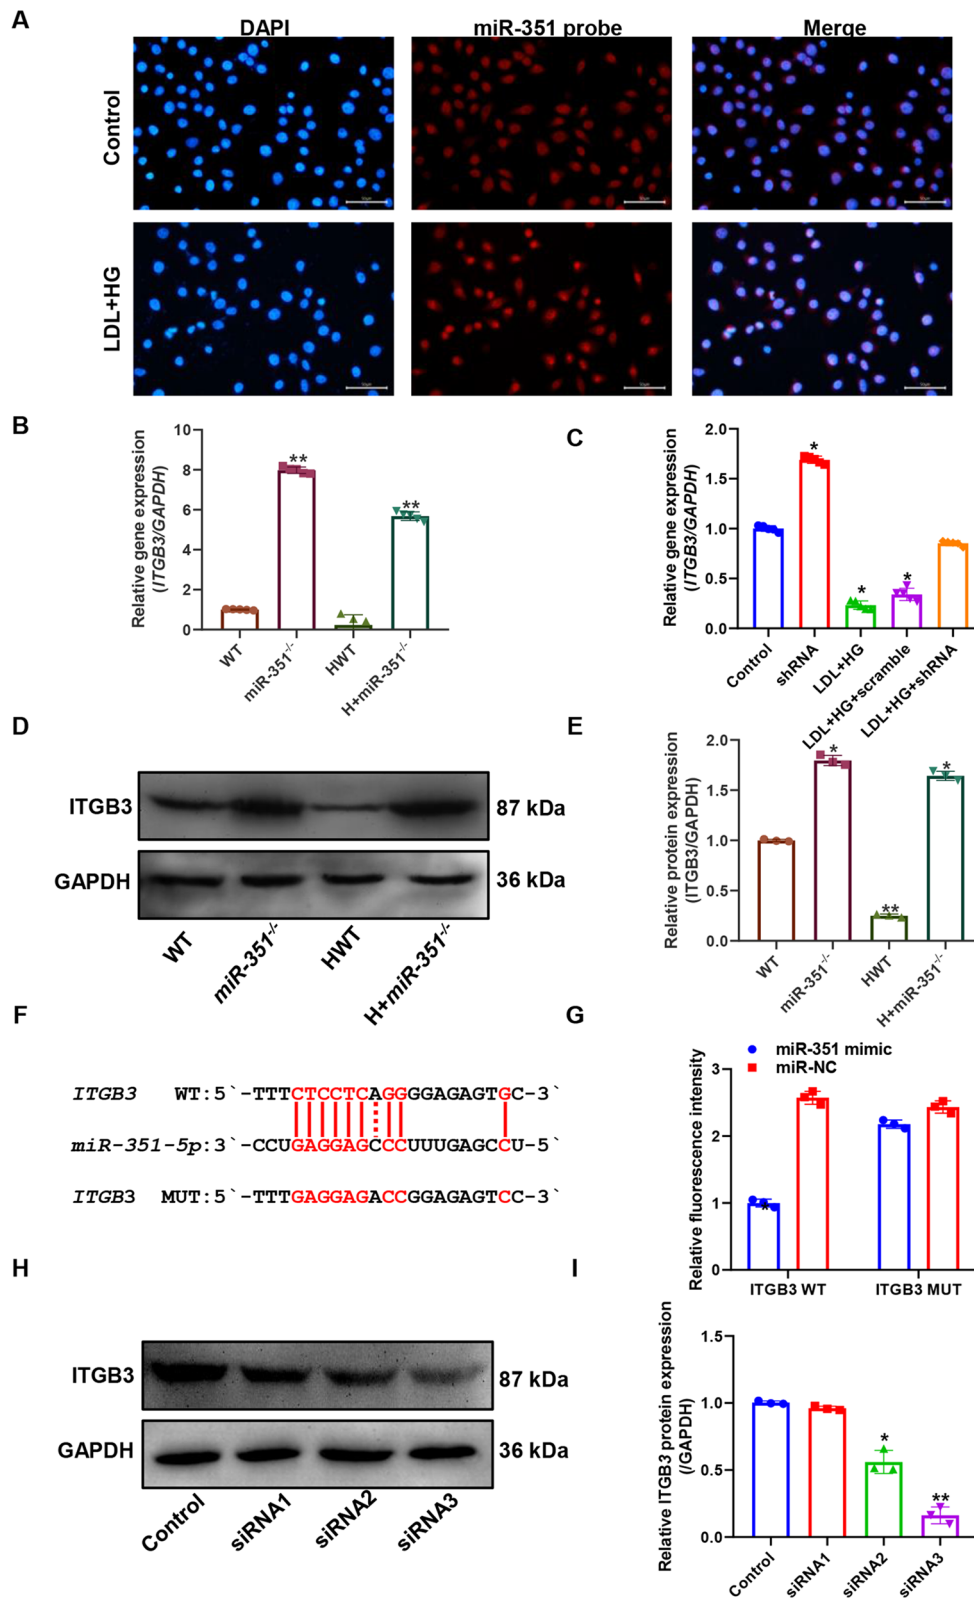 A
DAPI
miR-351 probe
Merge
Control
LDL+HG
B
Relative gene expression
(ITGB3/GAPDH)
10
8
6
4
2
0
**
**
WT
miR-351-/-
HWT
H+miR-351-/-
C
Relative gene expression
(ITGB3/GAPDH)
2.0
1.5
1.0
0.5
0.0
*
*
*
Control
shRNA
LDL+HG
LDL+HG+scramble
LDL+HG+shRNA
D
ITGB3
87 kDa
GAPDH
36 kDa
WT
miR-351-/-
HWT
H+miR-351-/-
E
Relative protein expression
(ITGB3/GAPDH)
2.0
1.5
1.0
0.5
0.0
*
**
*
WT
miR-351-/-
HWT
H+miR-351-/-
F
ITGB3 WT:5`-TTTCTCCTCAGGGGAGAGTGC-3`
miR-351-5p:3`-CCUGAGGAGCCCUUUGAGCCU-5`
ITGB3 MUT:5`-TTTGAGGAGACCGGAGAGTCC-3`
G
miR-351 mimic
miR-NC
Relative fluorescence intensity
3
2
1
0
*
ITGB3 WT
ITGB3 MUT
H
ITGB3
87 kDa
GAPDH
36 kDa
Control
siRNA1
siRNA2
siRNA3
I
Relative ITGB3 protein expression
(/GAPDH)
1.5
1.0
0.5
0.0
*
**
Control
siRNA1
siRNA2
siRNA3